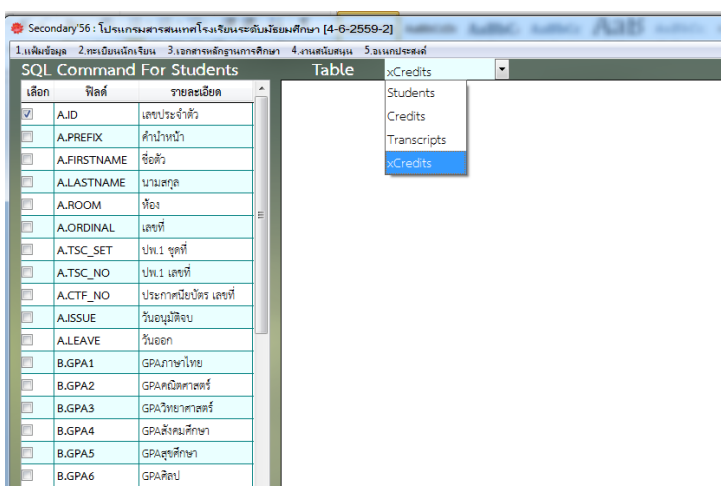 Secondary'56 : โปรแกรมสารสนเทศโรงเรียนระดับมัธยมศึกษา [4-6-2559-2]
1.แฟ้มข้อมูล 2.ทะเบียนนักเรียน 3.เอกสารหลักฐานการศึกษา 4.งานสนับสนุน 5.อเนกประสงค์
SQL Command For Students Table xCredits
เลือก ฟิลด์ รายละเอียด
Students
A.ID เลขประจำตัว
Credits
A.PREFIX คำนำหน้า
Transcripts
A.FIRSTNAME ชื่อตัว
xCredits
A.LASTNAME นามสกุล
A.ROOM ห้อง
A.ORDINAL เลขที่
A.TSC_SET ปพ.1 ชุดที่
A.TSC_NO ปพ.1 เลขที่
A.CTF_NO ประกาศนียบัตร เลขที่
A.ISSUE วันอนุมัติจบ
A.LEAVE วันออก
B.GPA1 GPAภาษาไทย
B.GPA2 GPAคณิตศาสตร์
B.GPA3 GPAวิทยาศาสตร์
B.GPA4 GPAสังคมศึกษา
B.GPA5 GPAสุขศึกษา
B.GPA6 GPAศิลป